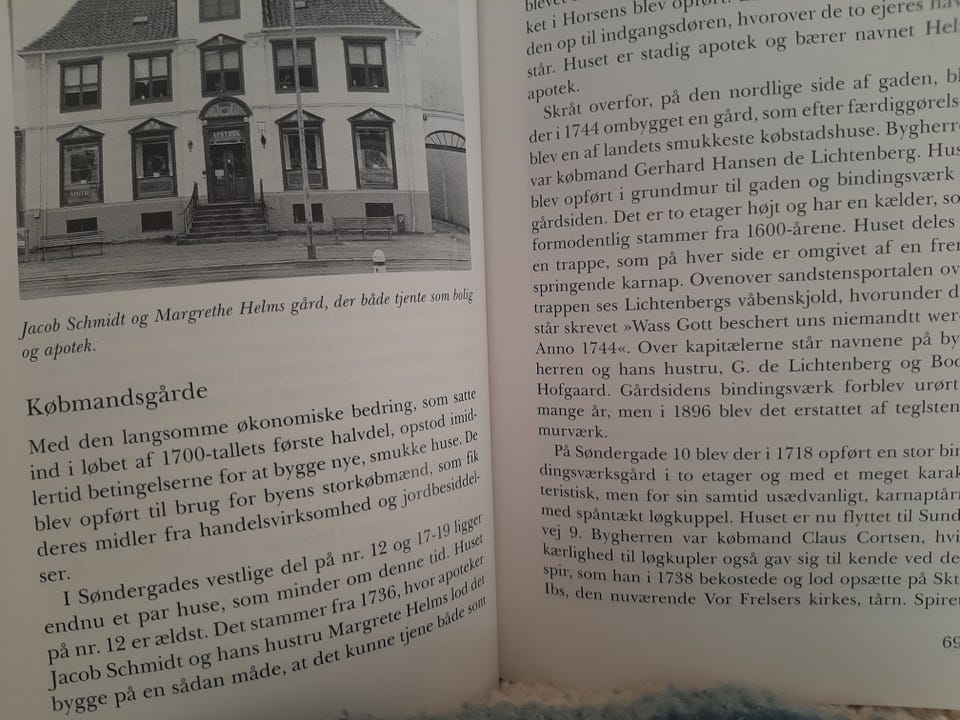 APOTHEK
Jacob Schmidt og Margrethe Helms gård, der både tjente som bolig
og apotek.
Købmandsgårde
Med den langsomme økonomiske bedring, som satte
ind i løbet af 1700-tallets første halvdel, opstod imid-
lertid betingelserne for at bygge nye, smukke huse. De
blev opført til brug for byens storkøbmænd, som fik
deres midler fra handelsvirksomhed og jordbesiddel-
ser.
I Søndergades vestlige del på nr. 12 og 17-19 ligger
endnu et par huse, som minder om denne tid. Huset
på nr. 12 er ældst. Det stammer fra 1736, hvor apoteker
Jacob Schmidt og hans hustru Margrete Helms lod det
bygge på en sådan måde, at det kunne tjene både som
ket i Horsens blev
den op til indgangsdøren, hvorover de to ejeres
står. Huset er stadig apotek og bærer navnet Hel
apotek.
Skråt overfor, på den nordlige side af gaden, bl
der i 1744 ombygget en gård, som efter færdiggørels
blev en af landets smukkeste købstadshuse. Bygherre
var købmand Gerhard Hansen de Lichtenberg. Hus
blev opført i grundmur til gaden og bindingsværk
gårdsiden. Det er to etager højt og har en kælder, so
formodentlig stammer fra 1600-årene. Huset deles
en trappe, som på hver side er omgivet af en frem
springende karnap. Ovenover sandstensportalen ov
trappen ses Lichtenbergs våbenskjold, hvorunder d
står skrevet »Wass Gott beschert uns niemandtt wer
Anno 1744«. Over kapitælerne står navnene på by
herren og hans hustru, G. de Lichtenberg og Bod
Hofgaard. Gårdsidens bindingsværk forblev urørt
mange år, men i 1896 blev det erstattet af teglsten
murværk.
På Søndergade 10 blev der i 1718 opført en stor bin
dingsværksgård i to etager og med et meget karak
teristisk, men for sin samtid usædvanligt, karnaptårn
med spåntækt løgkuppel. Huset er nu flyttet til Sund
vej 9. Bygherren var købmand Claus Cortsen, hvi
kærlighed til løgkupler også gav sig til kende ved de
spir, som han i 1738 bekostede og lod opsætte på Skt
Ibs, den nuværende Vor Frelsers kirkes, tårn. Spiren
69